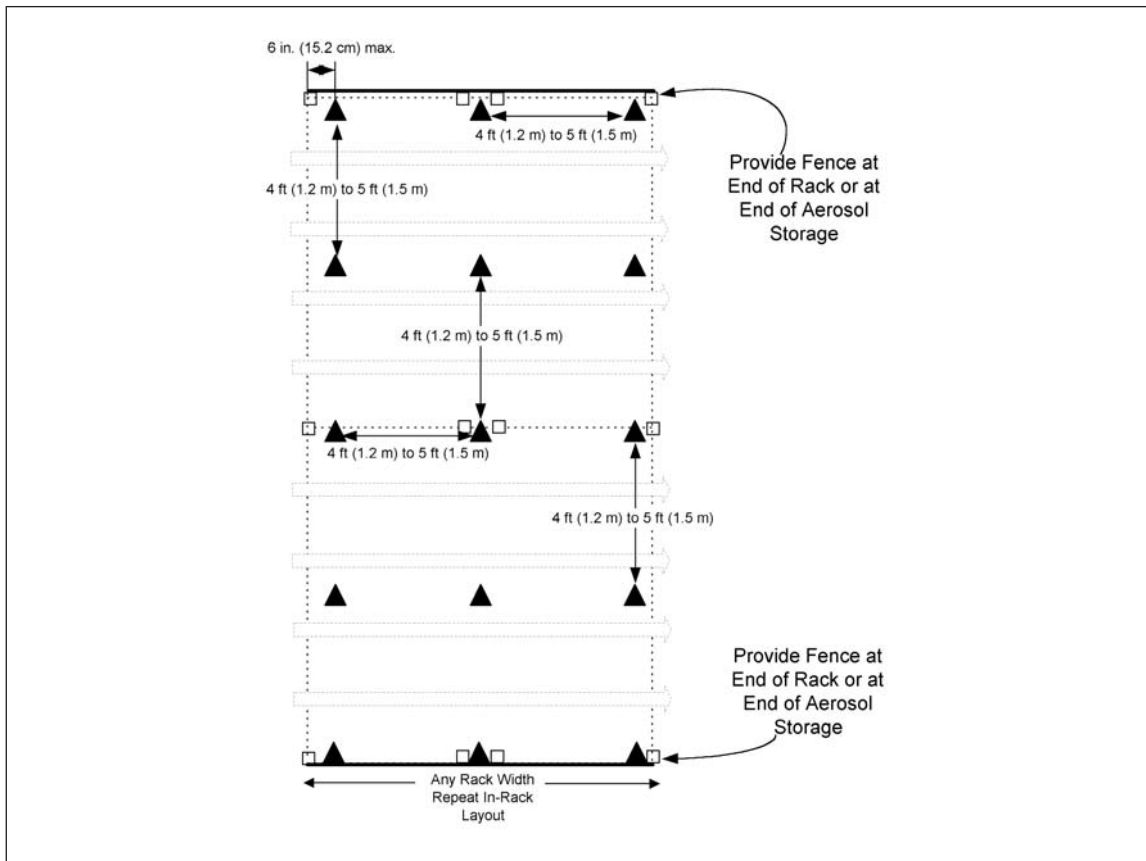 6 in. (15.2 cm) max.
4 ft (1.2 m) to 5 ft (1.5 m)
4 ft (1.2 m) to 5 ft (1.5 m)
Provide Fence at
End of Rack or at
End of Aerosol
Storage
4 ft (1.2 m) to 5 ft (1.5 m)
4 ft (1.2 m) to 5 ft (1.5 m)
4 ft (1.2 m) to 5 ft (1.5 m)
Provide Fence at
End of Rack or at
End of Aerosol
Storage
Any Rack Width
Repeat In-Rack
Layout